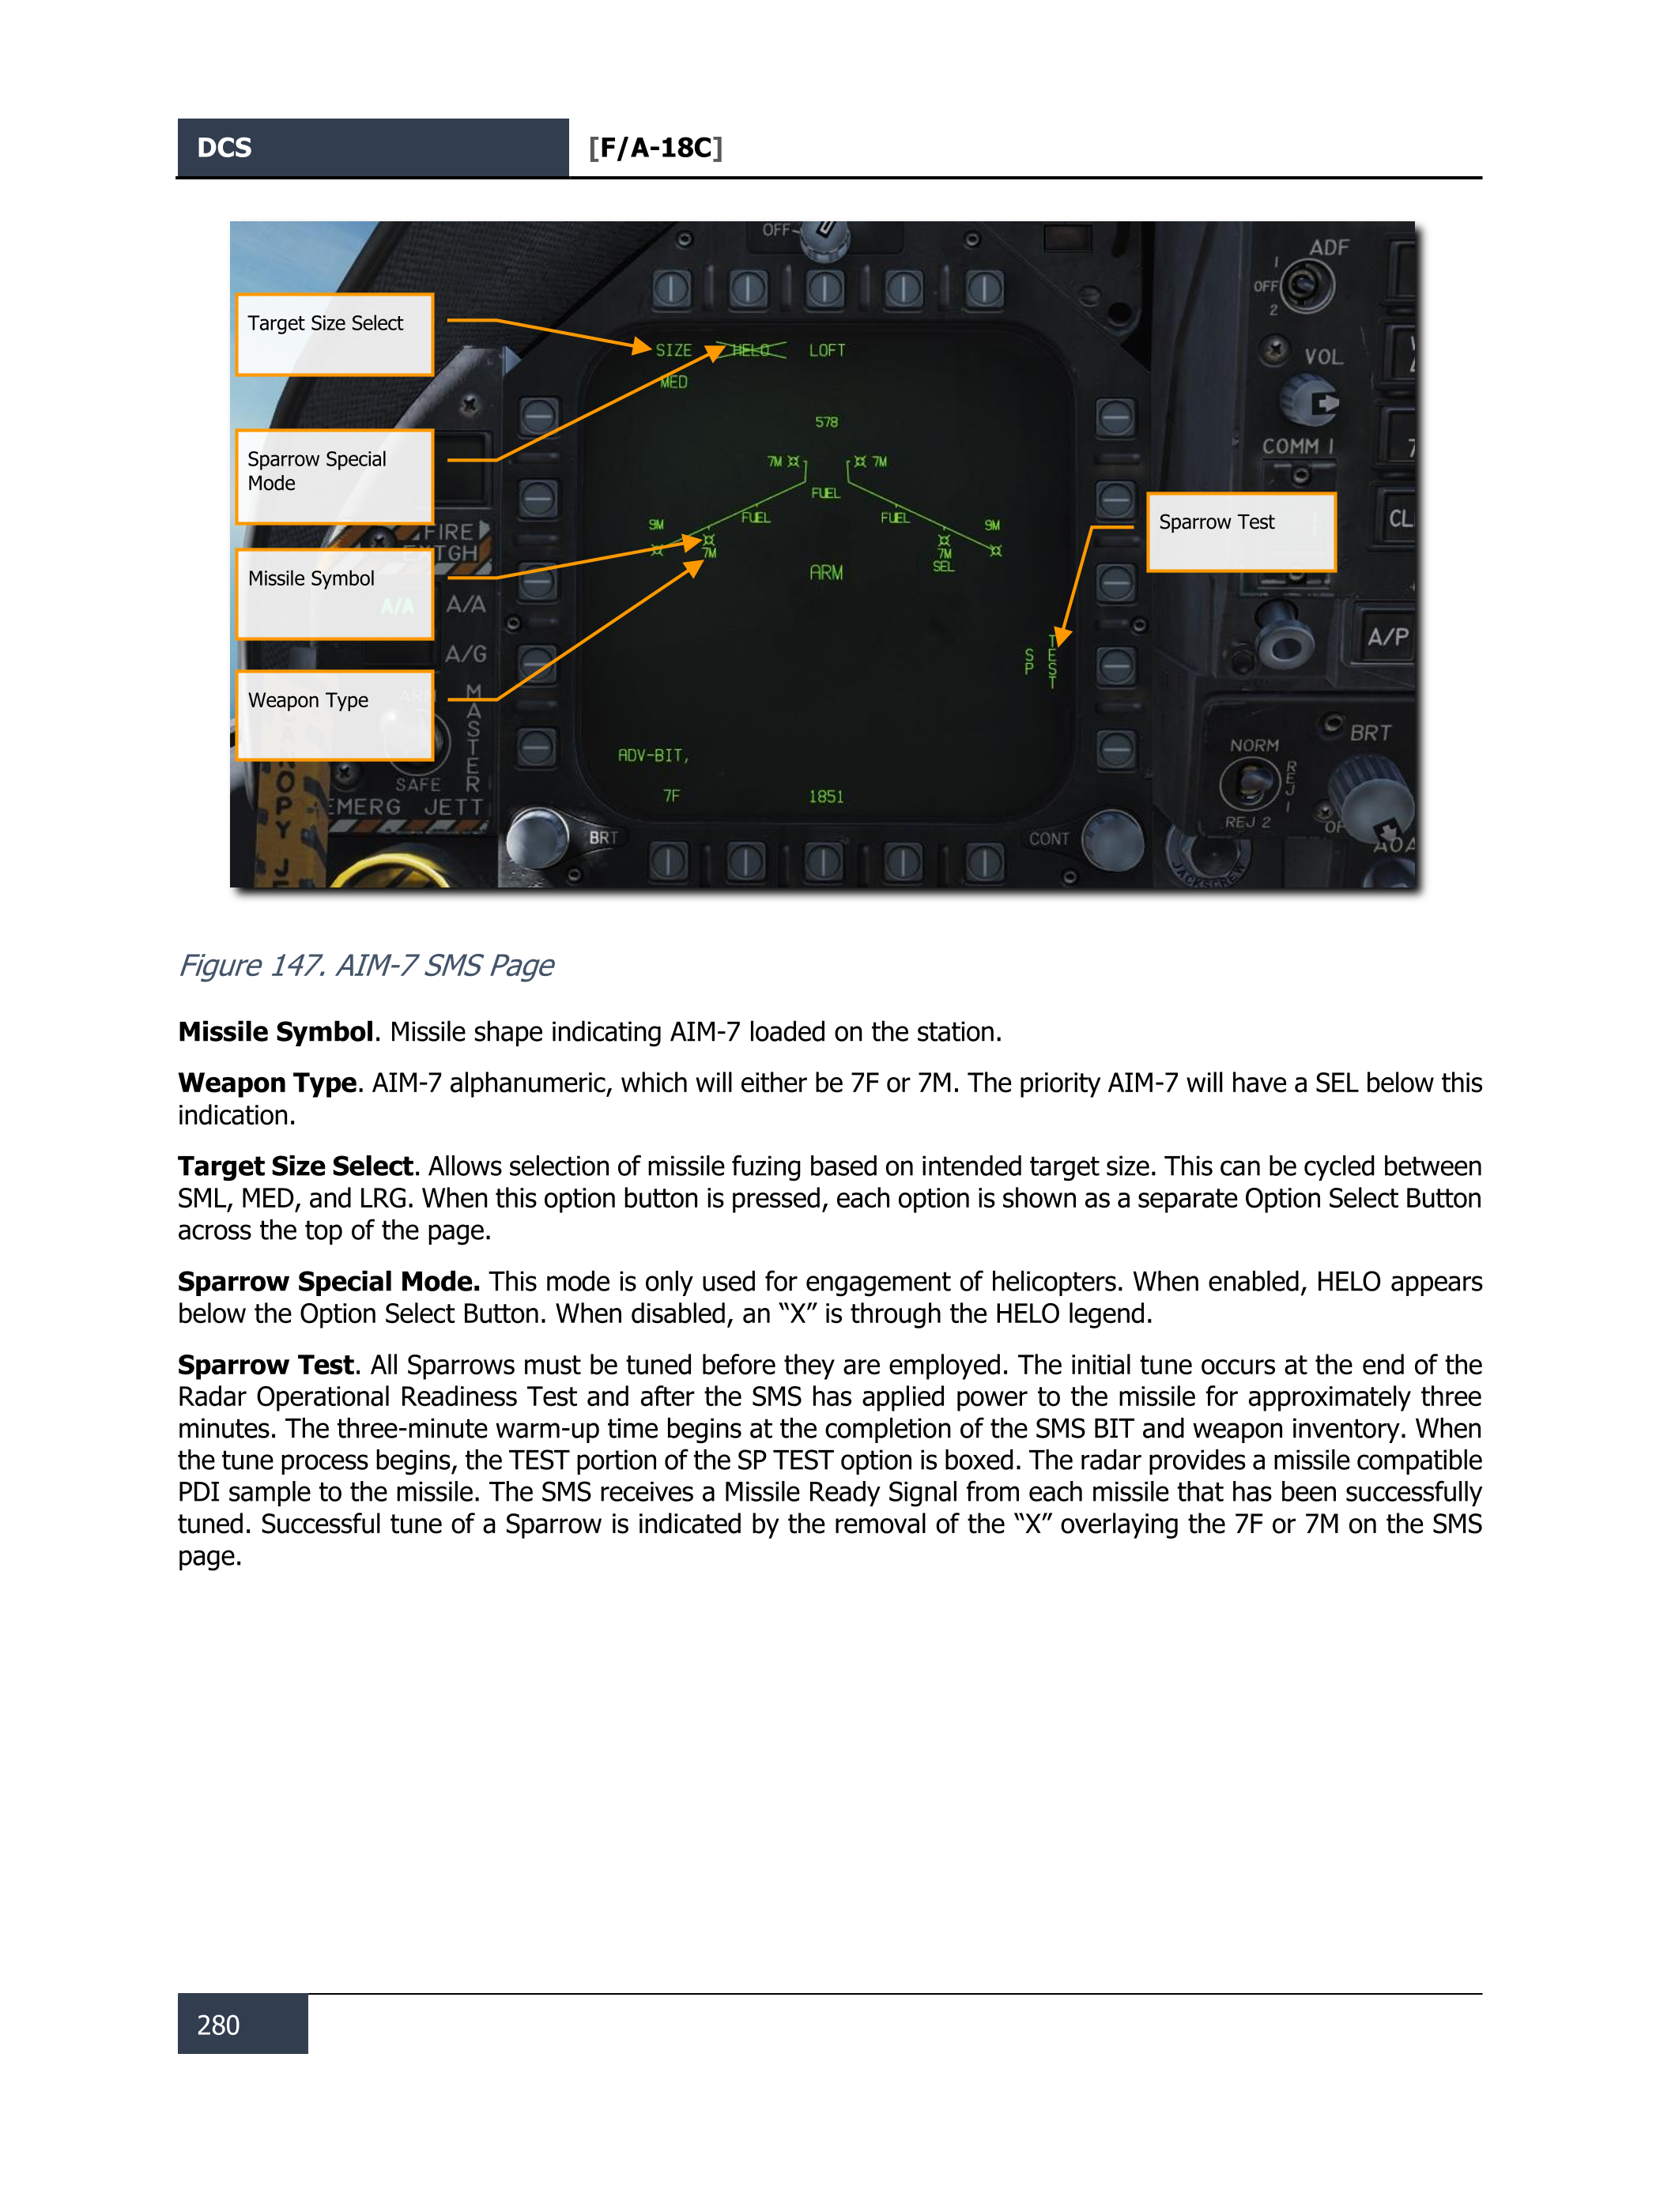 DCS [F/A-18C]
OFF
ADF
1
OFF
2
VOL
COMM 1
Target Size Select
SIZE HELO LOFT
MED
578
Sparrow Special
Mode
7M 7M
FUEL
9M FUEL FUEL 9M
7M 7M
SEL
ARM
Sparrow Test
CL
FIRE
EXTGH
Missile Symbol
A/A A/A
A/G
A/P
SP TEST
Weapon Type
ARM
MASTER
SAFE
EMERG JETT
ADV-BIT,
7F 1851
BRT CONT
NORM
REJ 1
REJ 2
BRT
AOA
JACKSCREW
Figure 147. AIM-7 SMS Page
Missile Symbol. Missile shape indicating AIM-7 loaded on the station.
Weapon Type. AIM-7 alphanumeric, which will either be 7F or 7M. The priority AIM-7 will have a SEL below this
indication.
Target Size Select. Allows selection of missile fuzing based on intended target size. This can be cycled between
SML, MED, and LRG. When this option button is pressed, each option is shown as a separate Option Select Button
across the top of the page.
Sparrow Special Mode. This mode is only used for engagement of helicopters. When enabled, HELO appears
below the Option Select Button. When disabled, an “X” is through the HELO legend.
Sparrow Test. All Sparrows must be tuned before they are employed. The initial tune occurs at the end of the
Radar Operational Readiness Test and after the SMS has applied power to the missile for approximately three
minutes. The three-minute warm-up time begins at the completion of the SMS BIT and weapon inventory. When
the tune process begins, the TEST portion of the SP TEST option is boxed. The radar provides a missile compatible
PDI sample to the missile. The SMS receives a Missile Ready Signal from each missile that has been successfully
tuned. Successful tune of a Sparrow is indicated by the removal of the “X” overlaying the 7F or 7M on the SMS
page.
280